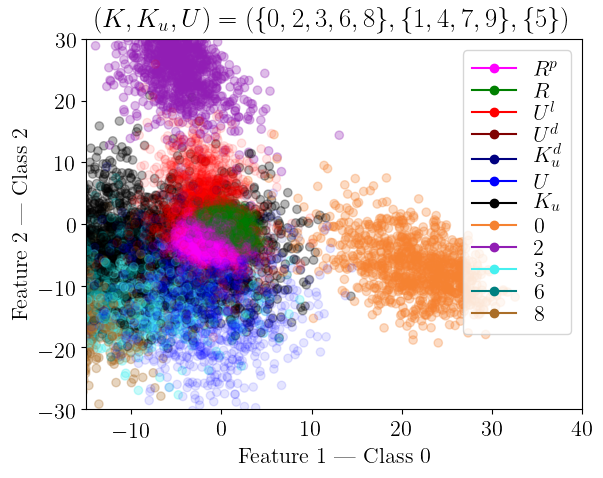 (K, K_u, U) = ({0, 2, 3, 6, 8}, {1, 4, 7, 9}, {5})
30
20
10
0
−10
−20
−30
Feature 2 — Class 2
R^p
R
U^l
U^d
K_u^d
U
K_u
0
2
3
6
8
−10
0
10
20
30
40
Feature 1 — Class 0